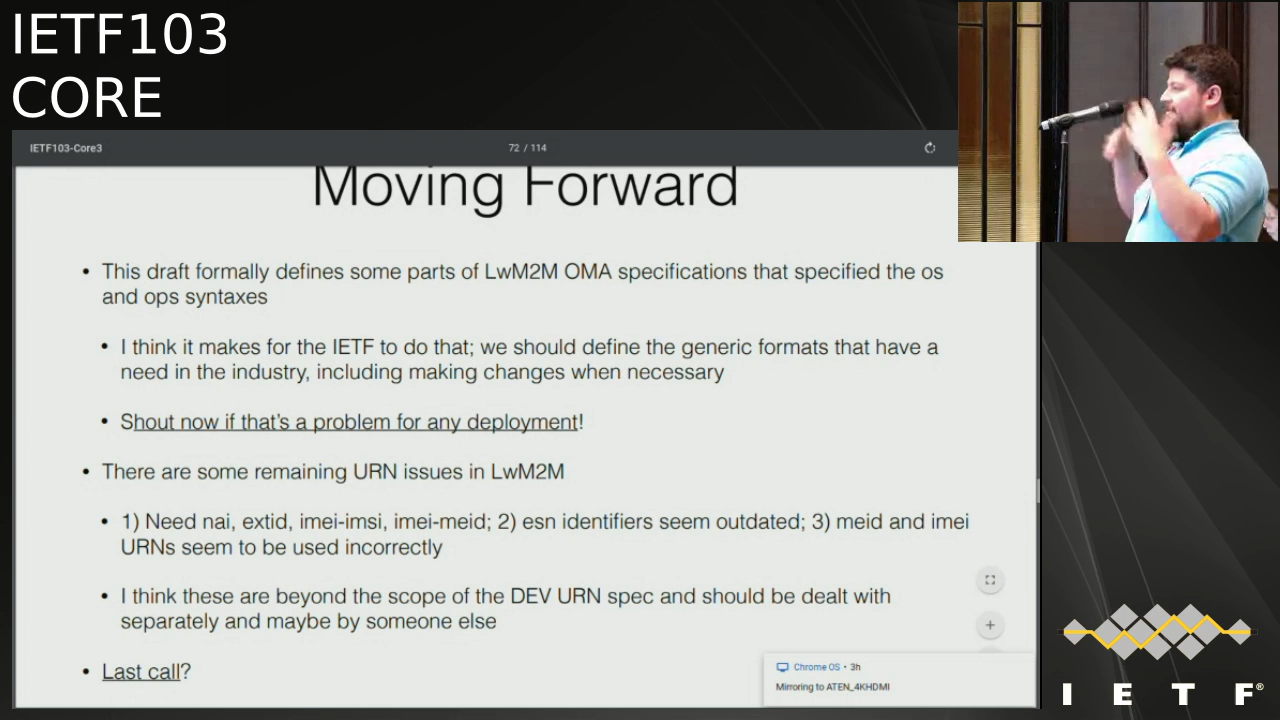 IETF103
CORE
IETF103-Core3
72 / 114
Moving Forward
• This draft formally defines some parts of LwM2M OMA specifications that specified the os
and ops syntaxes
• I think it makes for the IETF to do that; we should define the generic formats that have a
need in the industry, including making changes when necessary
• Shout now if that's a problem for any deployment!
• There are some remaining URN issues in LwM2M
• 1) Need nai, extid, imei-imsi, imei-meid; 2) esn identifiers seem outdated; 3) meid and imei
URNs seem to be used incorrectly
• I think these are beyond the scope of the DEV URN spec and should be dealt with
separately and maybe by someone else
• Last call?
Chrome OS • 3h
Mirroring to ATEN_4KHDMI
I E T F®